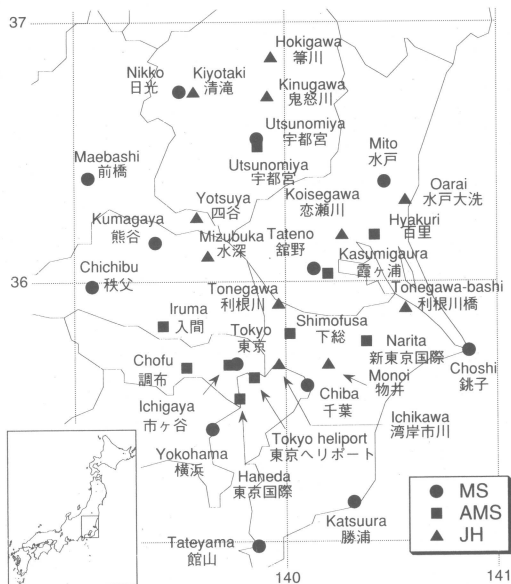 37
Hokigawa
箒川
Nikko
日光
Kiyotaki
清滝
Kinugawa
鬼怒川
Utsunomiya
宇都宮
Mito
水戸
Maebashi
前橋
Utsunomiya
宇都宮
Oarai
水戸大洗
Yotsuya
四谷
Koisegawa
恋瀬川
Hyakuri
百里
Kumagaya
熊谷
Mizubuka
水深
Tateno
舘野
Kasumigaura
霞ヶ浦
36
Chichibu
秩父
Tonegawa
利根川
Tonegawa-bashi
利根川橋
Iruma
入間
Tokyo
東京
Shimofusa
下総
Narita
新東京国際
Chofu
調布
Monoi
物井
Choshi
銚子
Ichigaya
市ヶ谷
Chiba
千葉
Ichikawa
湾岸市川
Yokohama
横浜
Tokyo heliport
東京ヘリポート
Haneda
東京国際
Katsuura
勝浦
Tateyama
館山
MS
AMS
JH
140
141